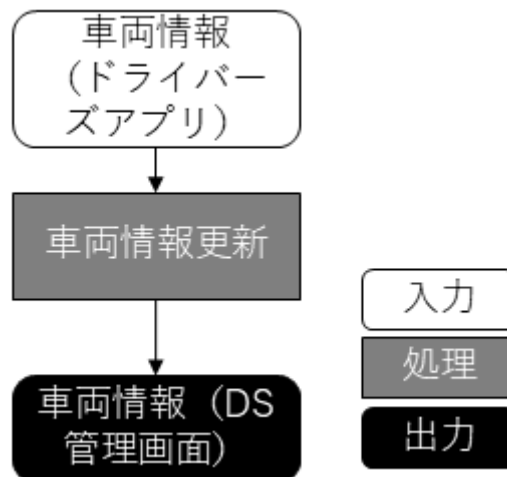 車両情報
（ドライバー
ズアプリ）
車両情報更新
車両情報（DS
管理画面）
入力
処理
出力